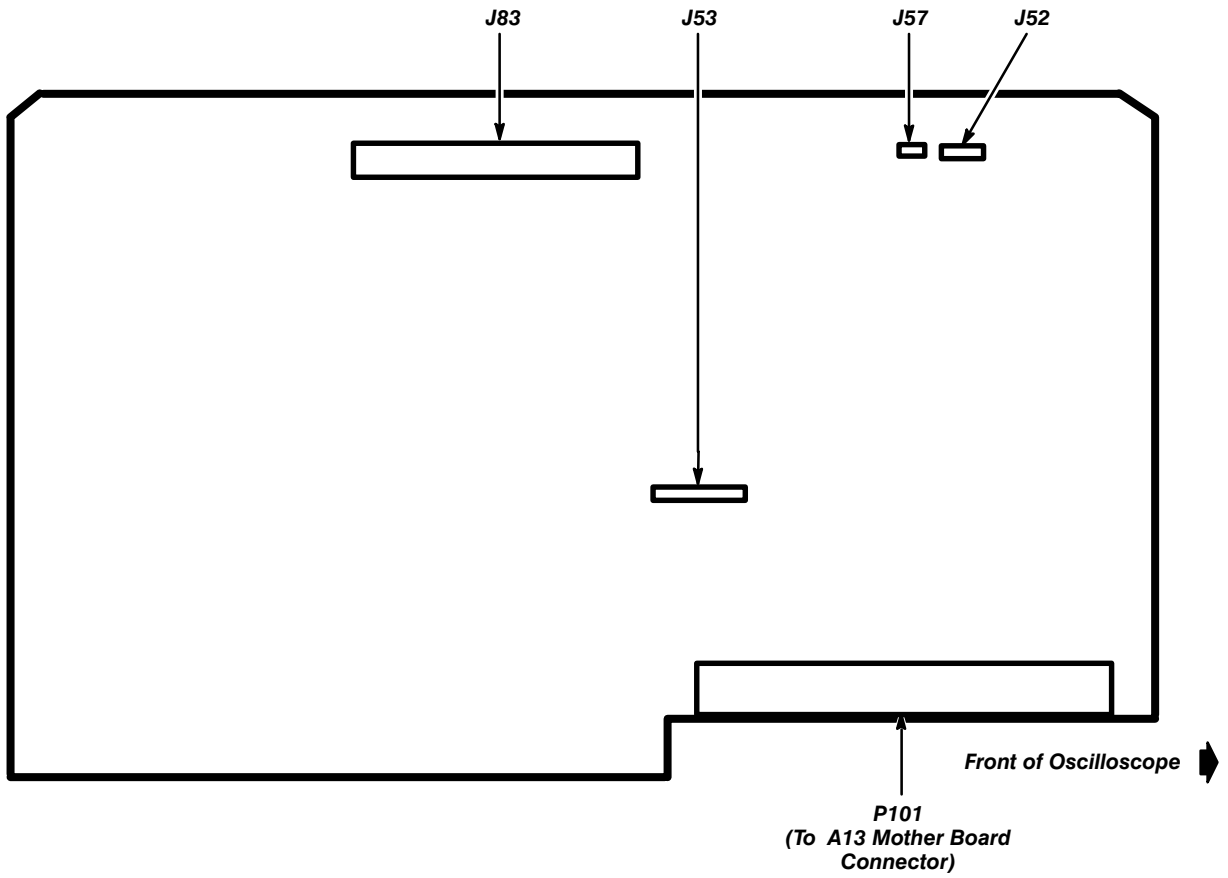 J83
J53
J57
J52
Front of Oscilloscope
P101
(To A13 Mother Board
Connector)